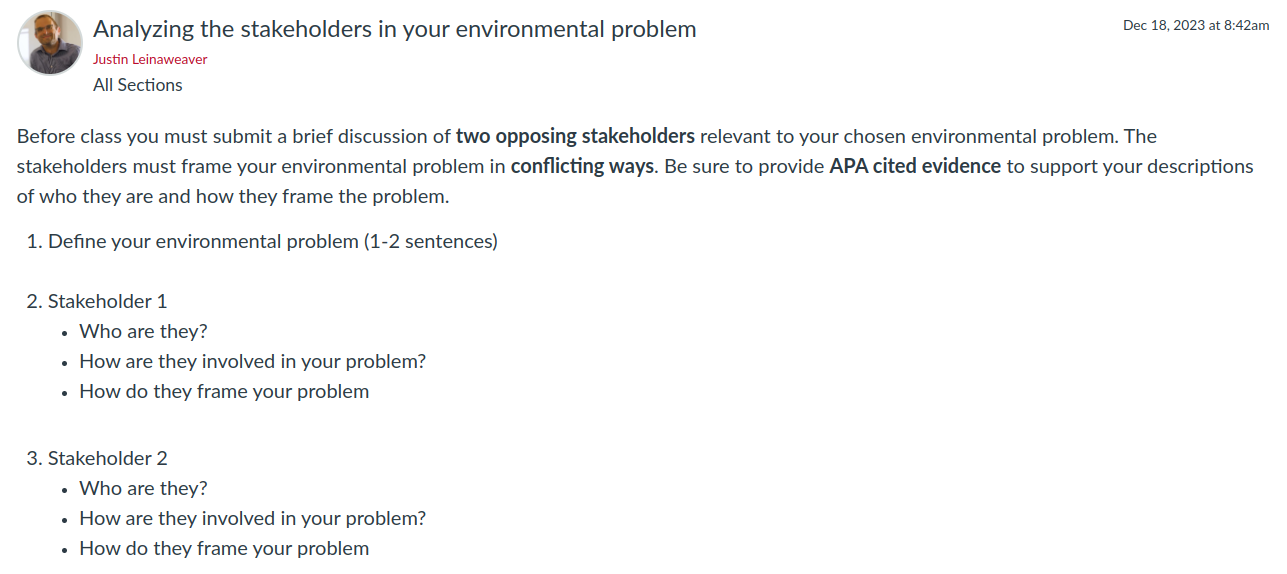 Analyzing the stakeholders in your environmental problem
Dec 18, 2023 at 8:42am
Justin Leinaweaver
All Sections
Before class you must submit a brief discussion of two opposing stakeholders relevant to your chosen environmental problem. The
stakeholders must frame your environmental problem in conflicting ways. Be sure to provide APA cited evidence to support your descriptions
of who they are and how they frame the problem.
1. Define your environmental problem (1-2 sentences)
2. Stakeholder 1
• Who are they?
• How are they involved in your problem?
• How do they frame your problem
3. Stakeholder 2
• Who are they?
• How are they involved in your problem?
• How do they frame your problem